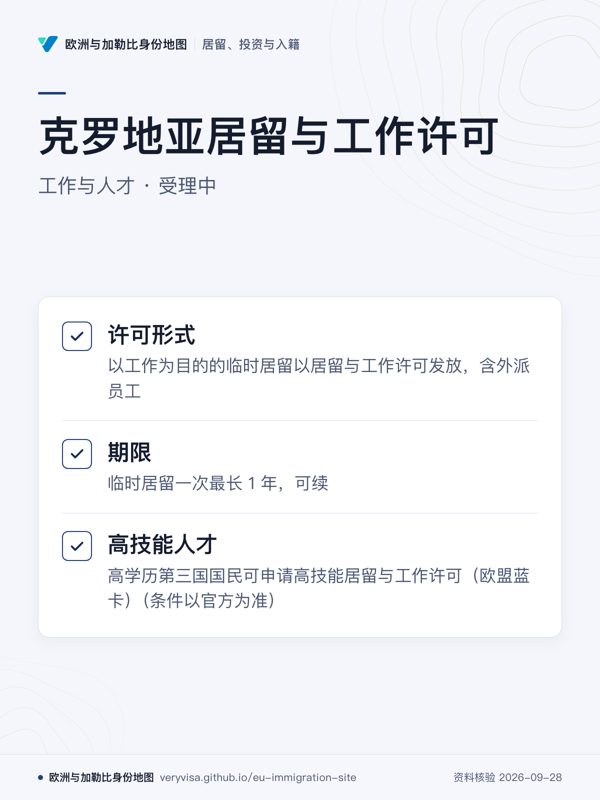 欧洲与加勒比身份地图 居留、投资与入籍
克罗地亚居留与工作许可
工作与人才 · 受理中
许可形式
以工作为目的的临时居留以居留与工作许可发放，含外派
员工
期限
临时居留一次最长 1 年，可续
高技能人才
高学历第三国国民可申请高技能居留与工作许可（欧盟蓝
卡）（条件以官方为准）
欧洲与加勒比身份地图 veryvisa.github.io/eu-immigration-site 资料核验 2026-09-28